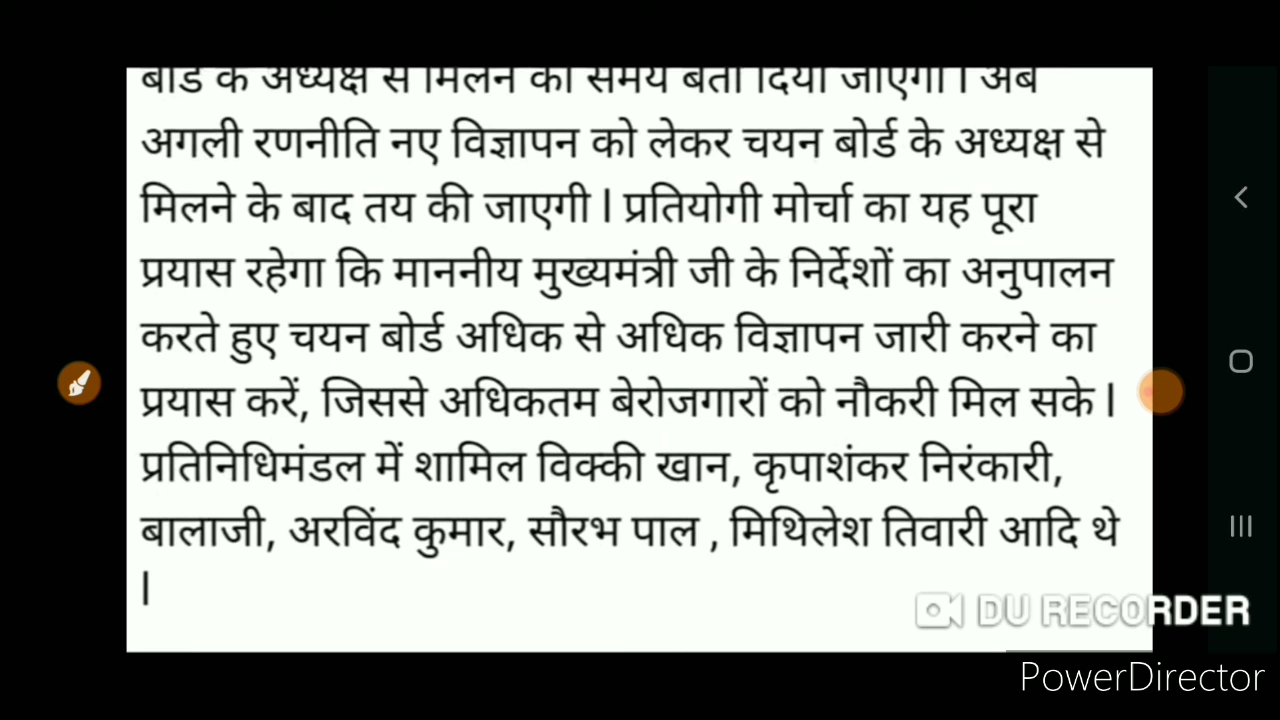 बोर्ड के अध्यक्ष से मिलने का समय बता दिया जाएगा । अब
अगली रणनीति नए विज्ञापन को लेकर चयन बोर्ड के अध्यक्ष से
मिलने के बाद तय की जाएगी । प्रतियोगी मोर्चा का यह पूरा
प्रयास रहेगा कि माननीय मुख्यमंत्री जी के निर्देशों का अनुपालन
करते हुए चयन बोर्ड अधिक से अधिक विज्ञापन जारी करने का
प्रयास करें, जिससे अधिकतम बेरोजगारों को नौकरी मिल सके ।
प्रतिनिधिमंडल में शामिल विक्की खान, कृपाशंकर निरंकारी,
बालाजी, अरविंद कुमार, सौरभ पाल , मिथिलेश तिवारी आदि थे
।
DU RECORDER
PowerDirector